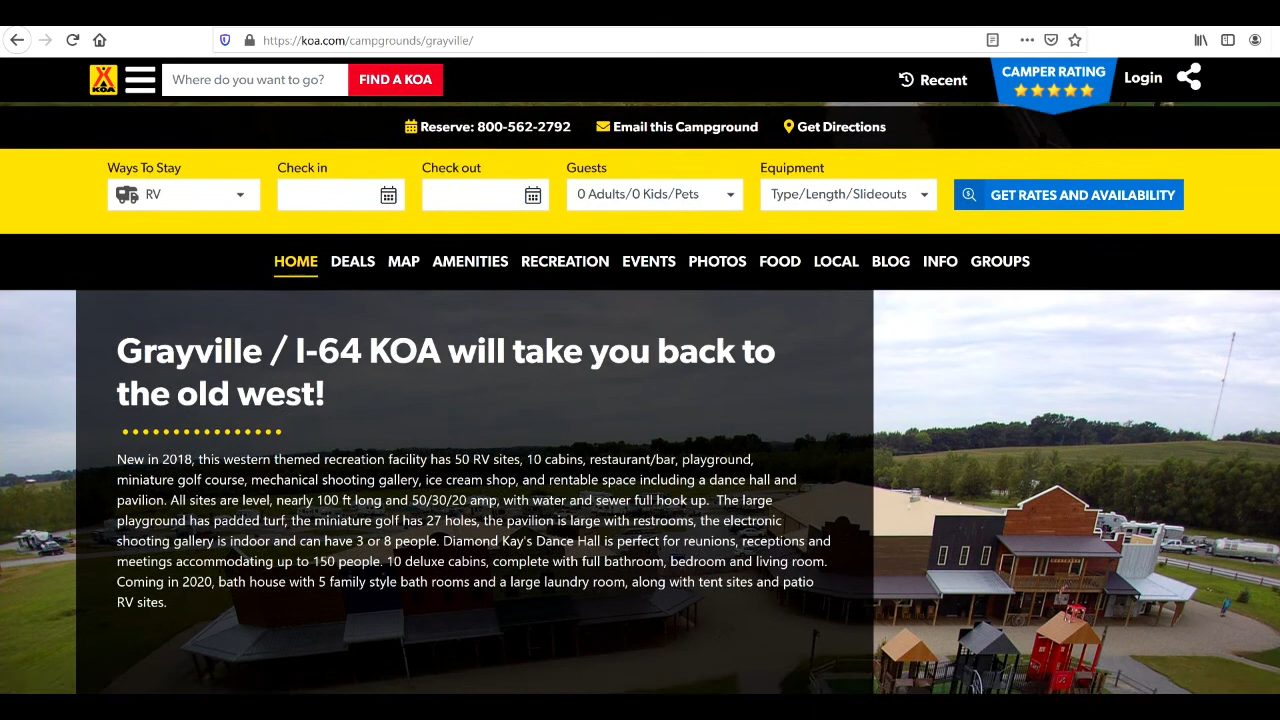 https://koa.com/campgrounds/grayville/
KOA
Where do you want to go?
FIND A KOA
Recent
CAMPER RATING
Login
Reserve: 800-562-2792
Email this Campground
Get Directions
Ways To Stay
Check in
Check out
Guests
Equipment
RV
0 Adults/0 Kids/Pets
Type/Length/Slideouts
GET RATES AND AVAILABILITY
HOME DEALS MAP AMENITIES RECREATION EVENTS PHOTOS FOOD LOCAL BLOG INFO GROUPS
Grayville / I-64 KOA will take you back to
the old west!
New in 2018, this western themed recreation facility has 50 RV sites, 10 cabins, restaurant/bar, playground,
miniature golf course, mechanical shooting gallery, ice cream shop, and rentable space including a dance hall and
pavilion. All sites are level, nearly 100 ft long and 50/30/20 amp, with water and sewer full hook up. The large
playground has padded turf, the miniature golf has 27 holes, the pavilion is large with restrooms, the electronic
shooting gallery is indoor and can have 3 or 8 people. Diamond Kay's Dance Hall is perfect for reunions, receptions and
meetings accommodating up to 150 people. 10 deluxe cabins, complete with full bathroom, bedroom and living room.
Coming in 2020, bath house with 5 family style bath rooms and a large laundry room, along with tent sites and patio
RV sites.